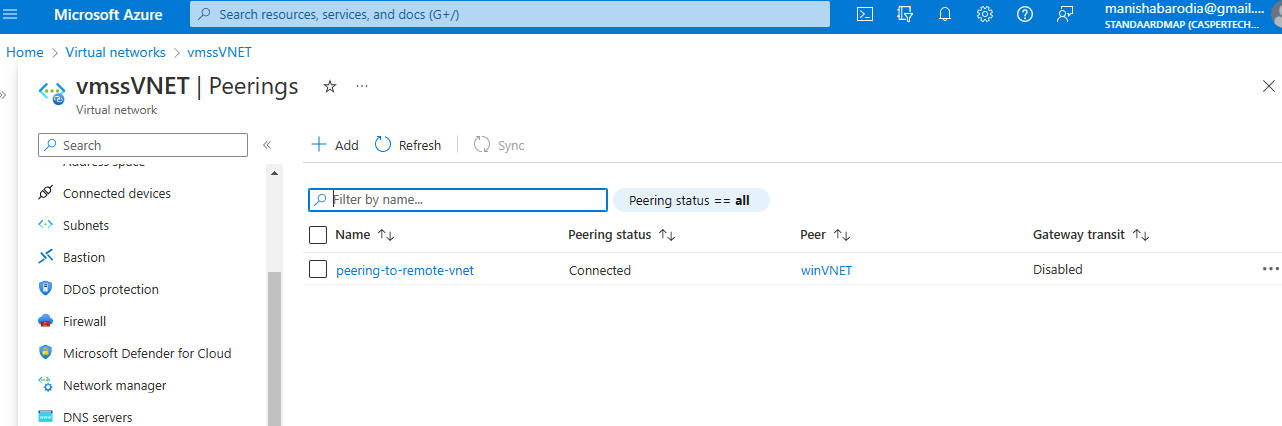 Microsoft Azure
Search resources, services, and docs (G+/)
manishabarodia@gmail....
STANDAARDMAP (CASPERTECH...
Home > Virtual networks > vmssVNET
vmssVNET | Peerings
Virtual network
Search
Add
Refresh
Sync
Address space
Connected devices
Subnets
Bastion
DDoS protection
Firewall
Microsoft Defender for Cloud
Network manager
DNS servers
Filter by name...
Peering status == all
Name Peering status Peer Gateway transit
peering-to-remote-vnet Connected winVNET Disabled